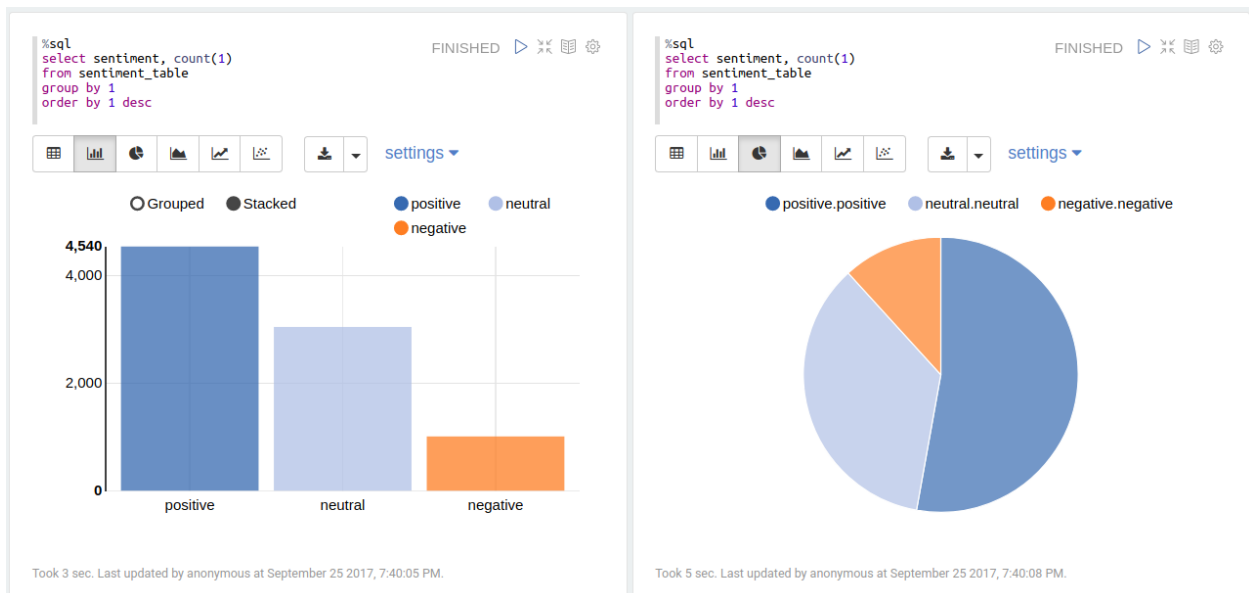 %sql
select sentiment, count(1)
from sentiment_table
group by 1
order by 1 desc
FINISHED
settings
Grouped Stacked
positive neutral
negative
4,540
4,000
2,000
0
positive neutral negative
Took 3 sec. Last updated by anonymous at September 25 2017, 7:40:05 PM.
%sql
select sentiment, count(1)
from sentiment_table
group by 1
order by 1 desc
FINISHED
settings
positive.positive neutral.neutral negative.negative
Took 5 sec. Last updated by anonymous at September 25 2017, 7:40:08 PM.